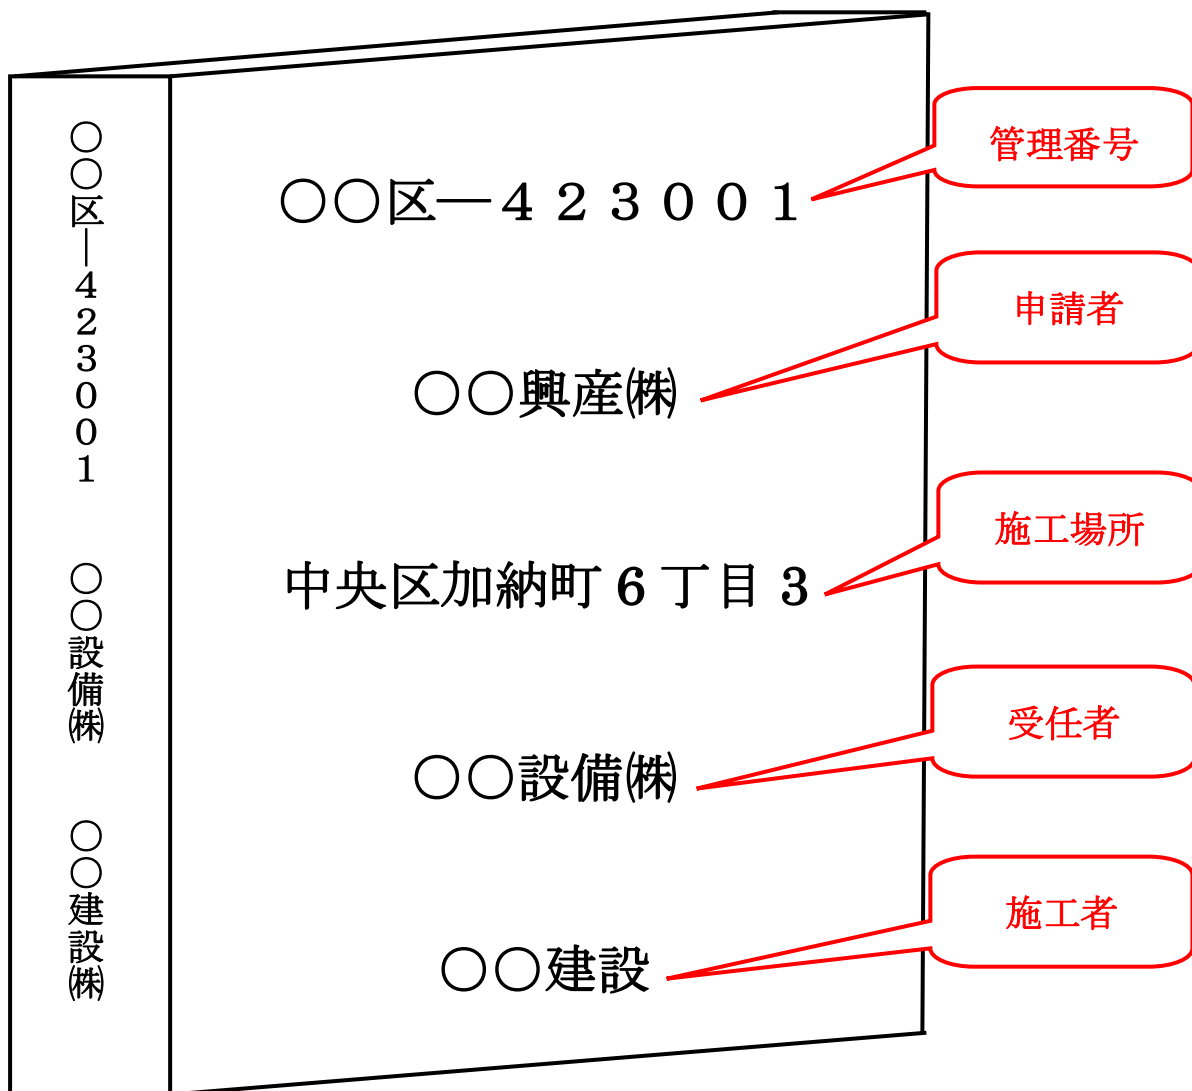 ○○区―423001
○○設備㈱
○○建設㈱
○○区―４２３００１
管理番号
○○興産㈱
申請者
中央区加納町６丁目３
施工場所
○○設備㈱
受任者
○○建設
施工者